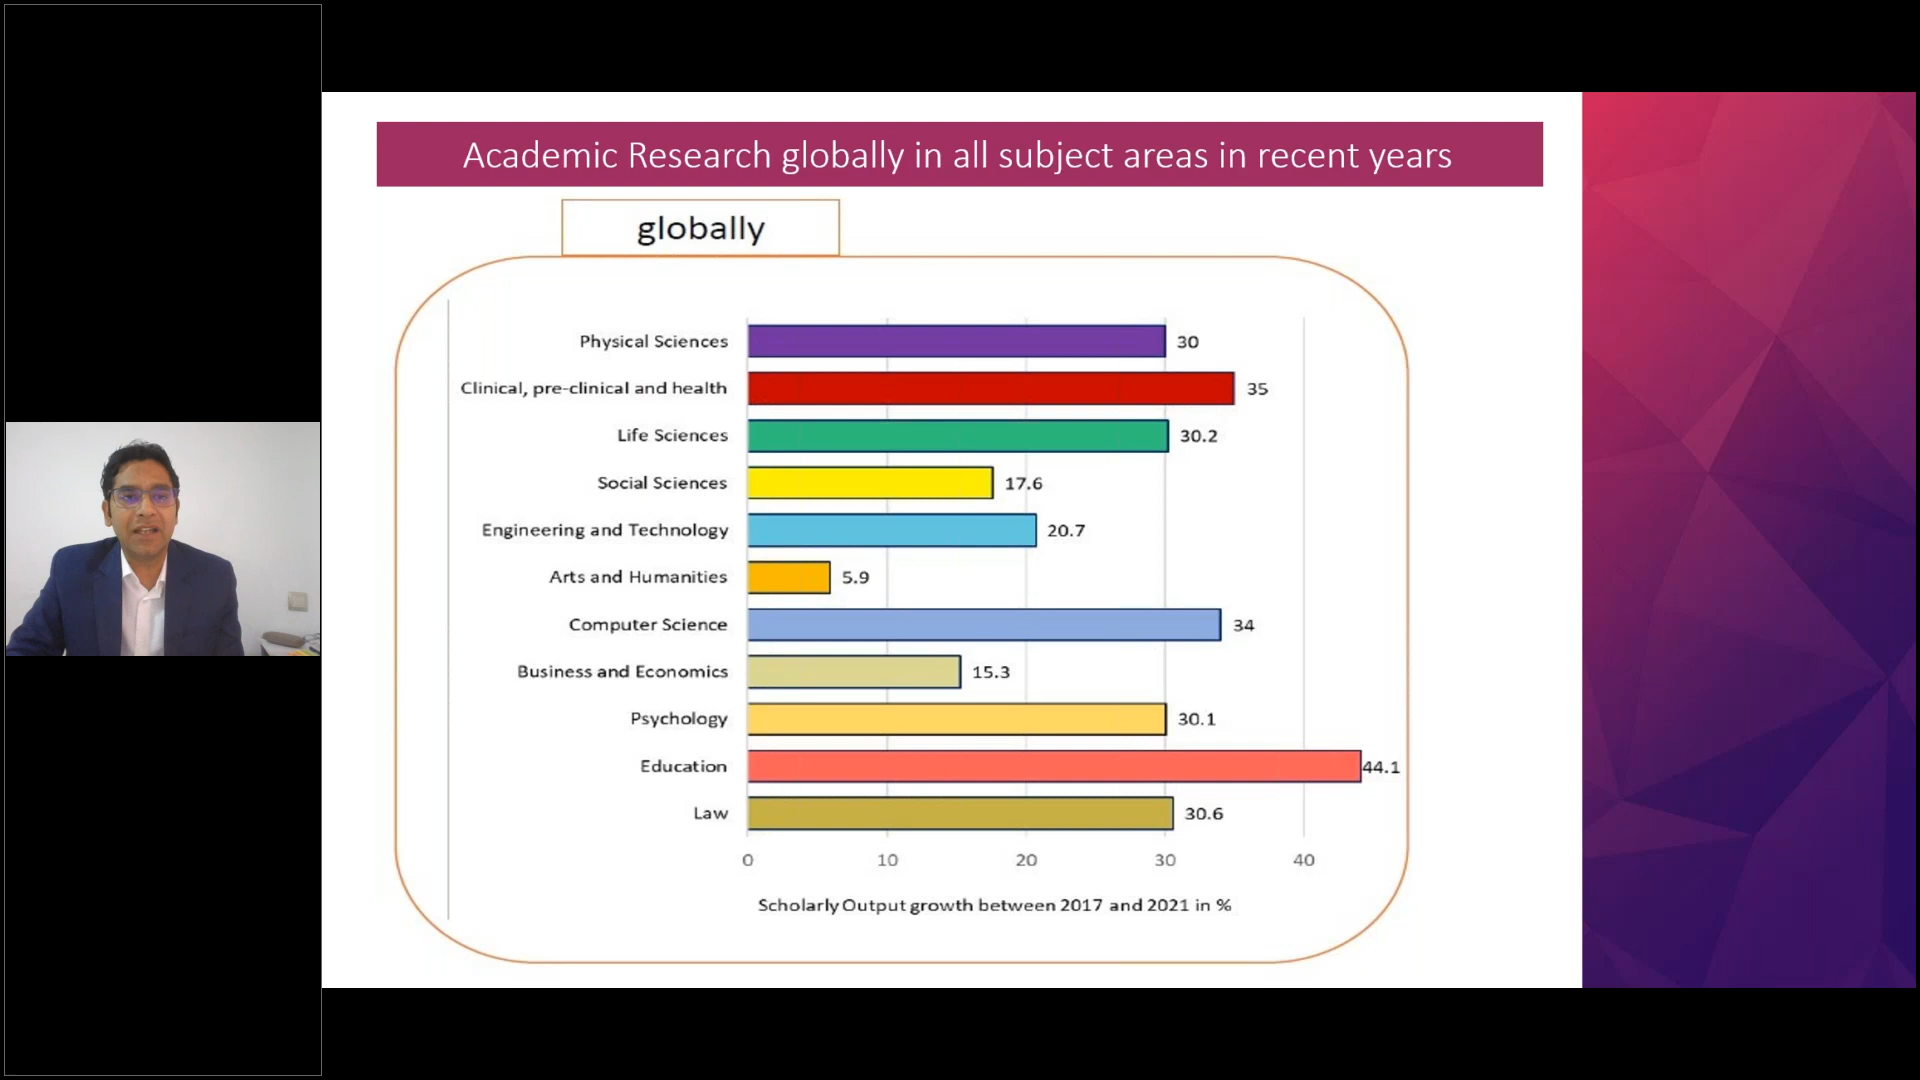 Academic Research globally in all subject areas in recent years
globally
Physical Sciences 30
Clinical, pre-clinical and health 35
Life Sciences 30.2
Social Sciences 17.6
Engineering and Technology 20.7
Arts and Humanities 5.9
Computer Science 34
Business and Economics 15.3
Psychology 30.1
Education 44.1
Law 30.6
0 10 20 30 40
Scholarly Output growth between 2017 and 2021 in %